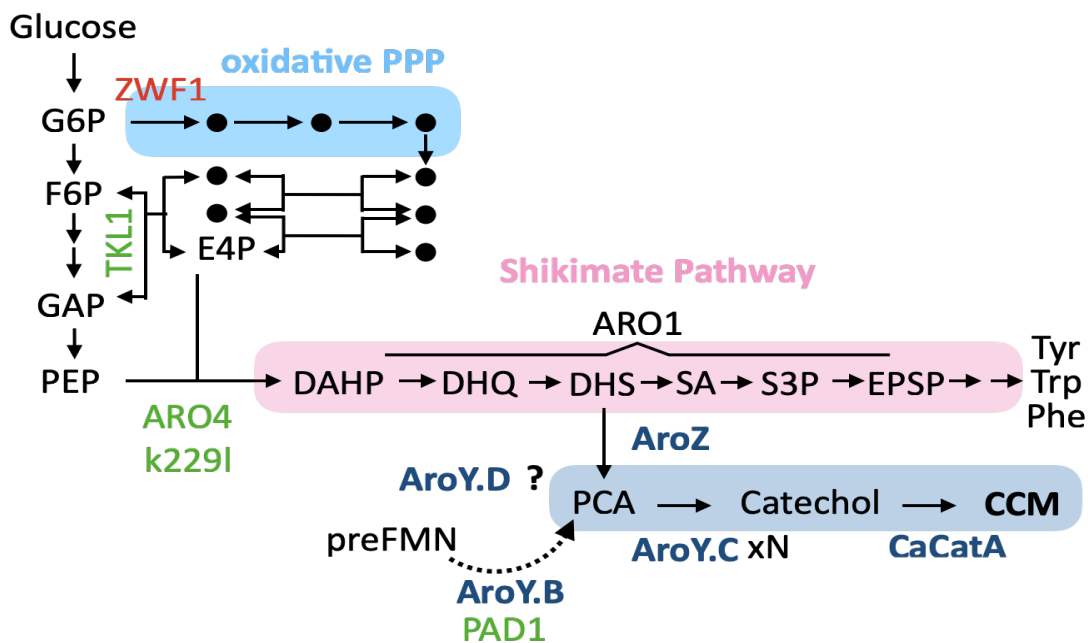 Glucose
oxidative PPP
ZWF1
G6P
F6P
TKL1
E4P
GAP
Shikimate Pathway
ARO1
PEP
DAHP DHQ DHS SA S3P EPSP
Tyr
Trp
Phe
ARO4
k229l
AroZ
AroY.D ?
PCA Catechol CCM
preFMN
AroY.C xN CaCatA
AroY.B
PAD1